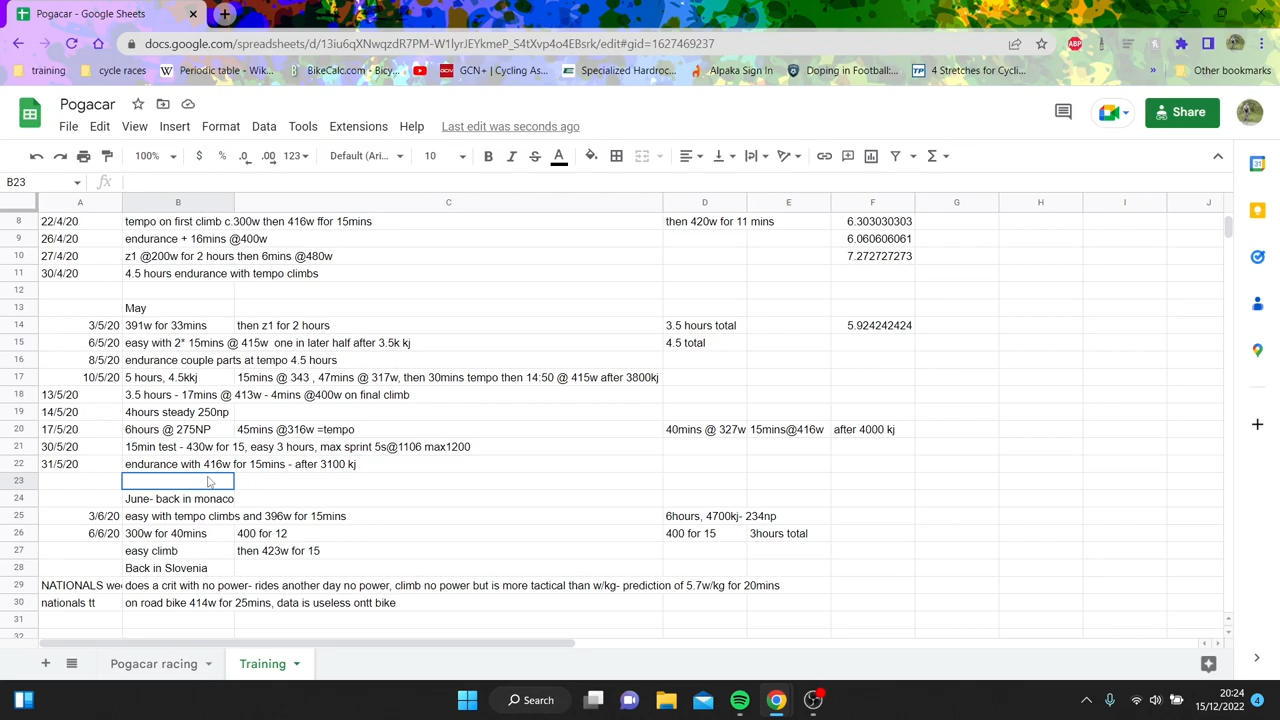 Pogacar - Google Sheets
docs.google.com/spreadsheets/d/13iu6qXNwvqzdR7PM-W1lyrJEYkmeP_S4tXvp4o4EBsrk/edit#gid=1627469237
training cycle races Periodic table - Wik... BikeCalc.com - Bicy... GCN+ | Cycling As... Specialized Hardroc... Alpaka Sign In Doping in Football:... 4 Stretches for Cycli... » Other bookmarks
Pogacar
File Edit View Insert Format Data Tools Extensions Help Last edit was seconds ago
Share
100% $ % .0 .00 123 Default (Ari... 10
B23 fx
A B C D E F G H I J
8 22/4/20 tempo on first climb c.300w then 416w ffor 15mins then 420w for 11 mins 6.303030303
9 26/4/20 endurance + 16mins @400w 6.060606061
10 27/4/20 z1 @200w for 2 hours then 6mins @480w 7.272727273
11 30/4/20 4.5 hours endurance with tempo climbs
12
13 May
14 3/5/20 391w for 33mins then z1 for 2 hours 3.5 hours total 5.924242424
15 6/5/20 easy with 2* 15mins @ 415w one in later half after 3.5k kj 4.5 total
16 8/5/20 endurance couple parts at tempo 4.5 hours
17 10/5/20 5 hours, 4.5kkj 15mins @ 343 , 47mins @ 317w, then 30mins tempo then 14:50 @ 415w after 3800kj
18 13/5/20 3.5 hours - 17mins @ 413w - 4mins @400w on final climb
19 14/5/20 4hours steady 250np
20 17/5/20 6hours @ 275NP 45mins @316w =tempo 40mins @ 327w 15mins@416w after 4000 kj
21 30/5/20 15min test - 430w for 15, easy 3 hours, max sprint 5s@1106 max1200
22 31/5/20 endurance with 416w for 15mins - after 3100 kj
23
24 June- back in monaco
25 3/6/20 easy with tempo climbs and 396w for 15mins 6hours, 4700kj- 234np
26 6/6/20 300w for 40mins 400 for 12 400 for 15 3hours total
27 easy climb then 423w for 15
28 Back in Slovenia
29 NATIONALS wee does a crit with no power- rides another day no power, climb no power but is more tactical than w/kg- prediction of 5.7w/kg for 20mins
30 nationals tt on road bike 414w for 25mins, data is useless ontt bike
31
32
Pogacar racing Training
Search
20:24
15/12/2022
4